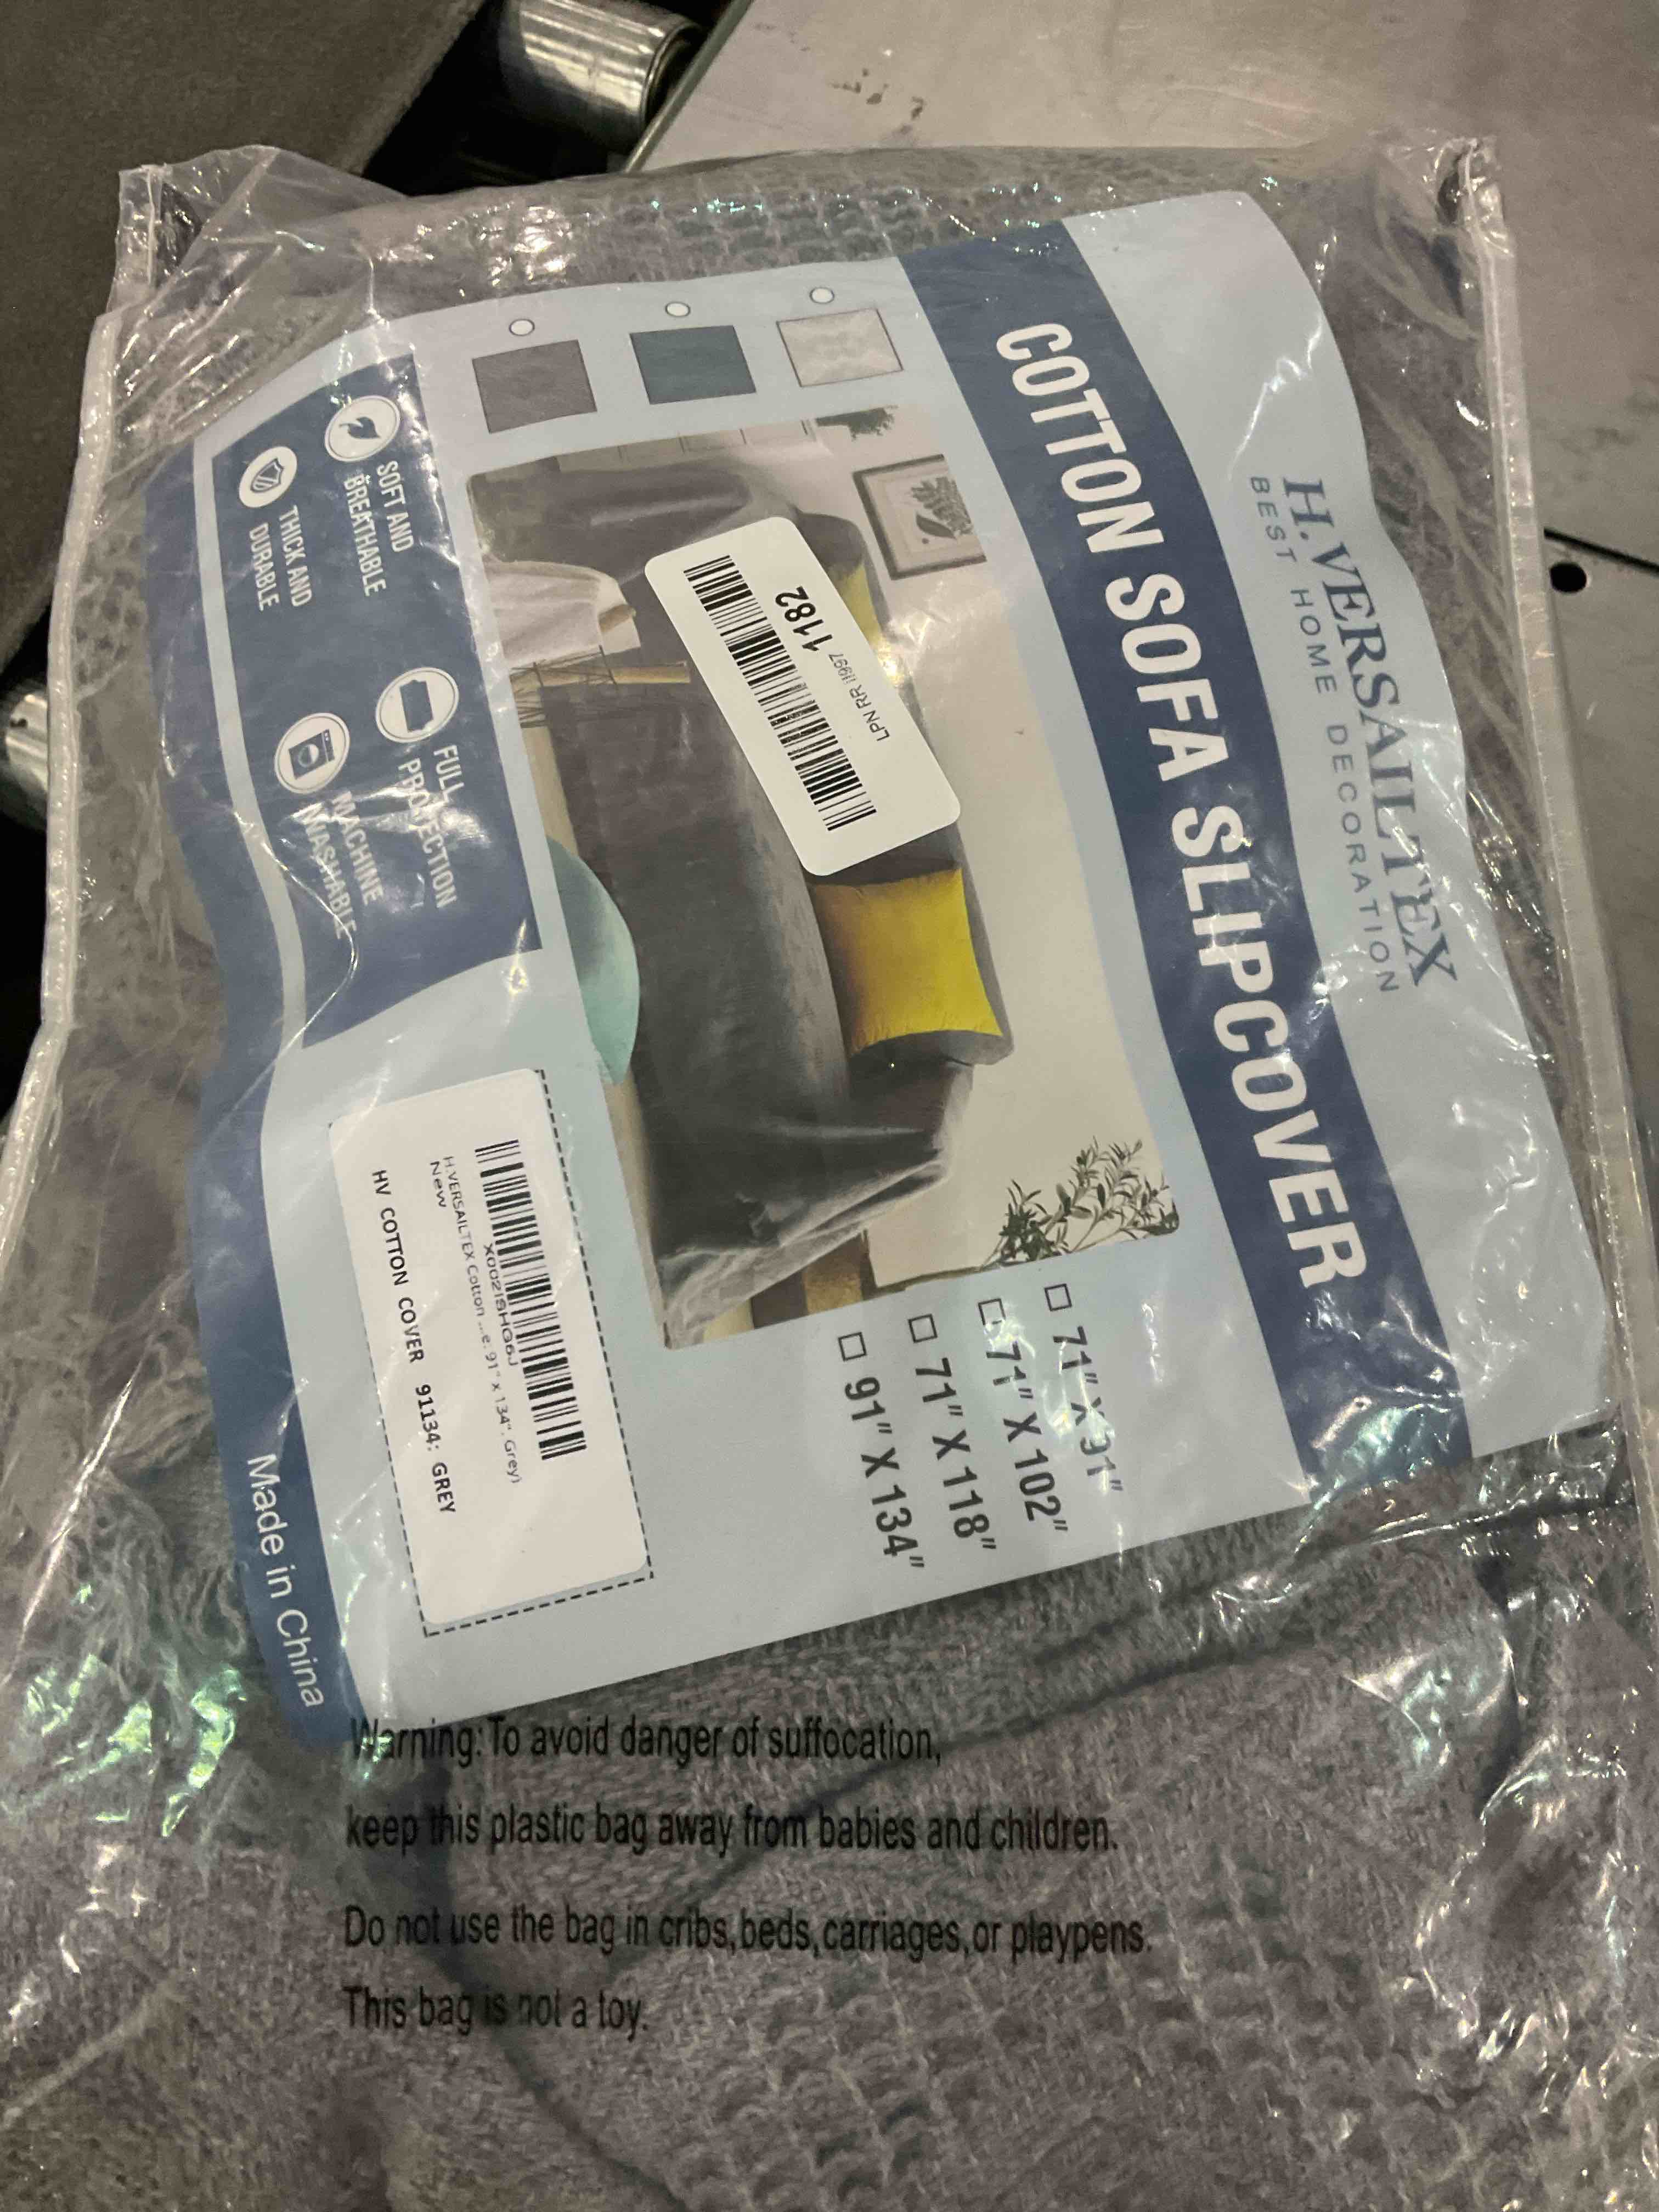 H.VERSAILTEX
BEST HOME DECORATION
COTTON SOFA SLIPCOVER
LPN RR i1997 1182
71" X 91"
71" X 102"
71" X 118"
91" X 134"
SOFT AND
BREATHABLE
THICK AND
DURABLE
FULL
PROTECTION
MACHINE
WASHABLE
X002ISHG6J
H.VERSAILTEX Cotton ...e: 91" x 134", Grey)
New
HV COTTON COVER 91134: GREY
Made in China
Warning: To avoid danger of suffocation,
keep this plastic bag away from babies and children.
Do not use the bag in cribs,beds,carriages,or playpens.
This bag is not a toy.